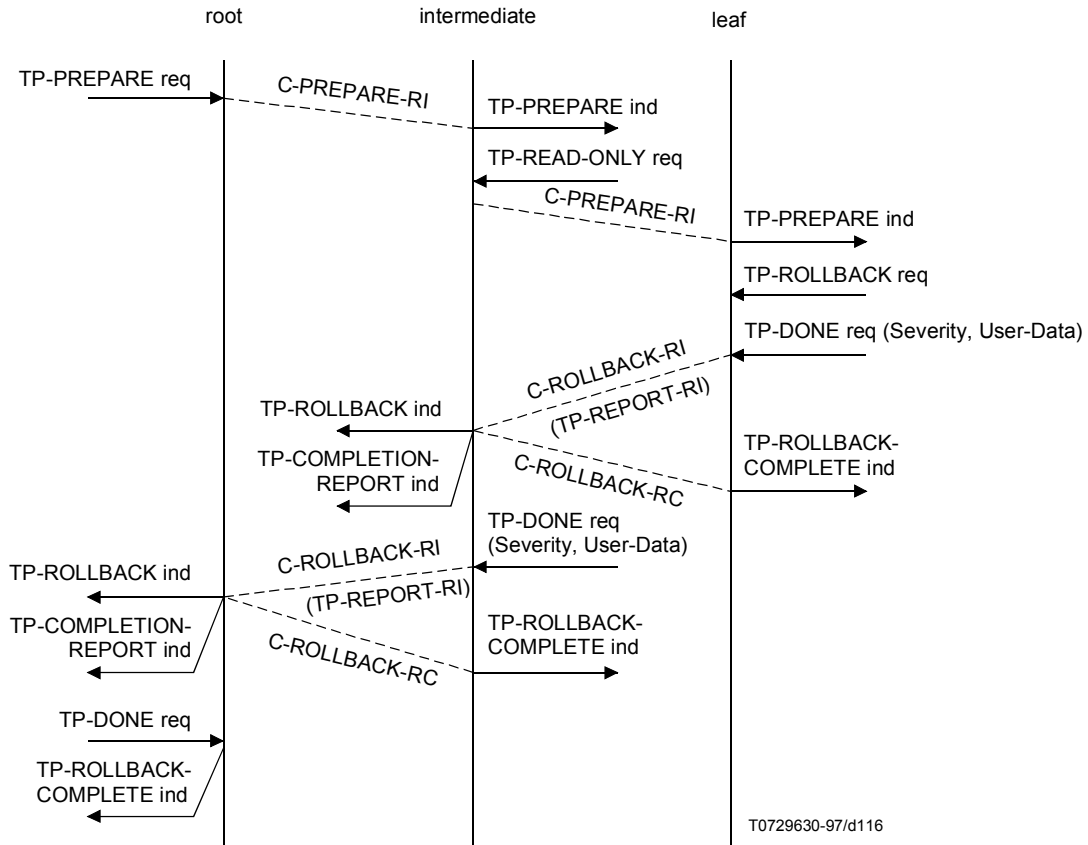 root
intermediate
leaf
TP-PREPARE req
C-PREPARE-RI
TP-PREPARE ind
TP-READ-ONLY req
C-PREPARE-RI
TP-PREPARE ind
TP-ROLLBACK req
TP-DONE req (Severity, User-Data)
C-ROLLBACK-RI
(TP-REPORT-RI)
TP-ROLLBACK ind
TP-COMPLETION-
REPORT ind
C-ROLLBACK-RC
TP-ROLLBACK-
COMPLETE ind
TP-DONE req
(Severity, User-Data)
C-ROLLBACK-RI
(TP-REPORT-RI)
TP-ROLLBACK ind
TP-COMPLETION-
REPORT ind
C-ROLLBACK-RC
TP-ROLLBACK-
COMPLETE ind
TP-DONE req
TP-ROLLBACK-
COMPLETE ind
T0729630-97/d116